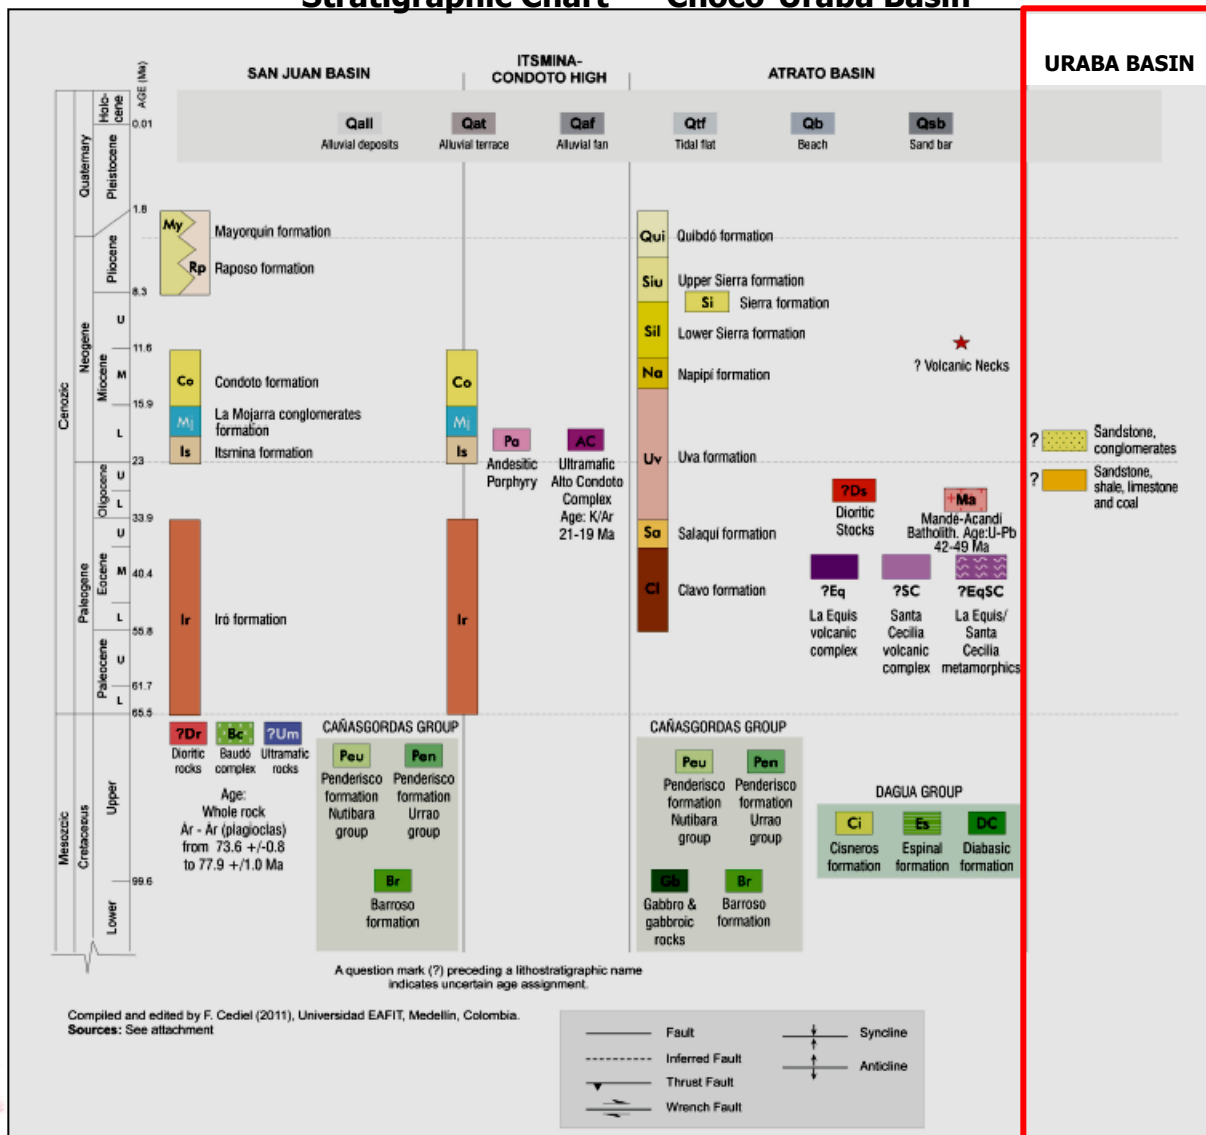 Stratigraphic Chart Choco-Uraba Basin
URABA BASIN
SAN JUAN BASIN
ITSMINA-
CONDOTO HIGH
ATRATO BASIN
AGE (Ma)
Cenozic
Mesozoic
Quaternary
Neogene
Paleogene
Cretaceous
Holo-
cene
Pleistocene
Pliocene
Miocene
Oligocene
Eocene
Paleocene
Upper
Lower
U
M
L
U
L
U
M
L
U
L
0.01
1.8
8.3
11.6
15.9
23
33.9
40.4
55.8
61.7
65.5
99.6
Qall
Alluvial deposits
Qat
Alluvial terrace
Qaf
Alluvial fan
Qtf
Tidal flat
Qb
Beach
Qsb
Sand bar
My
Mayorquin formation
Rp
Raposo formation
Co
Condoto formation
Mj
La Mojarra conglomerates
formation
Is
Itsmina formation
Ir
Iró formation
Co
Mj
Is
Ir
Pa
Andesitic
Porphyry
AC
Ultramafic
Alto Condoto
Complex
Age: K/Ar
21-19 Ma
Qui
Quibdó formation
Siu
Upper Sierra formation
Si
Sierra formation
Sil
Lower Sierra formation
Na
Napipí formation
Uv
Uva formation
Sa
Salaquí formation
Cl
Clavo formation
? Volcanic Necks
?Ds
Dioritic
Stocks
+Ma
Mandé-Acandi
Batholith. Age:U-Pb
42-49 Ma
?Eq
La Equis
volcanic
complex
?SC
Santa
Cecilia
volcanic
complex
?EqSC
La Equis/
Santa
Cecilia
metamorphics
?
Sandstone,
conglomerates
?
Sandstone,
shale, limestone
and coal
?Dr
Dioritic
rocks
Bc
Baudó
complex
?Um
Ultramatic
rocks
Age:
Whole rock
Ar - Ar (plagioclas)
from 73.6 +/-0.8
to 77.9 +/1.0 Ma
CAÑASGORDAS GROUP
Peu
Penderisco
formation
Nutibara
group
Pen
Penderisco
formation
Urrao
group
Br
Barroso
formation
CAÑASGORDAS GROUP
Peu
Penderisco
formation
Nutibara
group
Pen
Penderisco
formation
Urrao
group
Gb
Gabbro &
gabbroic
rocks
Br
Barroso
formation
DAGUA GROUP
Ci
Cisneros
formation
Es
Espinal
formation
DC
Diabasic
formation
A question mark (?) preceding a lithostratigraphic name
indicates uncertain age assignment.
Compiled and edited by F. Cediel (2011), Universidad EAFIT, Medellín, Colombia.
Sources: See attachment
Fault
Inferred Fault
Thrust Fault
Wrench Fault
Syncline
Anticline